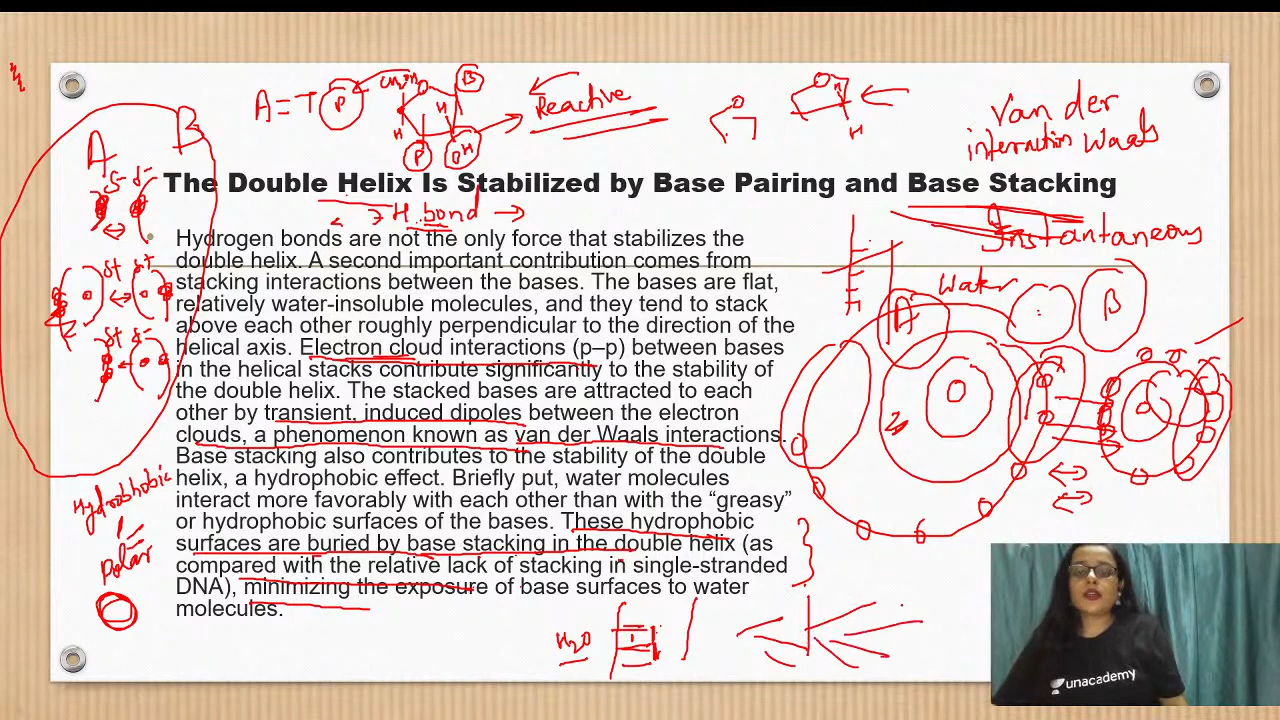 A = T P CH2OH O B
Reactive
H H
P OH
O H
H
Van der
interaction Waals
A B
δ- δ-
The Double Helix Is Stabilized by Base Pairing and Base Stacking
H bond
Instantaneous
Hydrogen bonds are not the only force that stabilizes the
double helix. A second important contribution comes from
stacking interactions between the bases. The bases are flat,
relatively water-insoluble molecules, and they tend to stack
above each other roughly perpendicular to the direction of the
helical axis. Electron cloud interactions (p–p) between bases
in the helical stacks contribute significantly to the stability of
the double helix. The stacked bases are attracted to each
other by transient, induced dipoles between the electron
clouds, a phenomenon known as van der Waals interactions.
Base stacking also contributes to the stability of the double
helix, a hydrophobic effect. Briefly put, water molecules
interact more favorably with each other than with the “greasy”
or hydrophobic surfaces of the bases. These hydrophobic
surfaces are buried by base stacking in the double helix (as
compared with the relative lack of stacking in single-stranded
DNA), minimizing the exposure of base surfaces to water
molecules.
δ+ δ+
δ+ δ-
Water
A B
Hydrophobic
Polar
H2O
unacademy